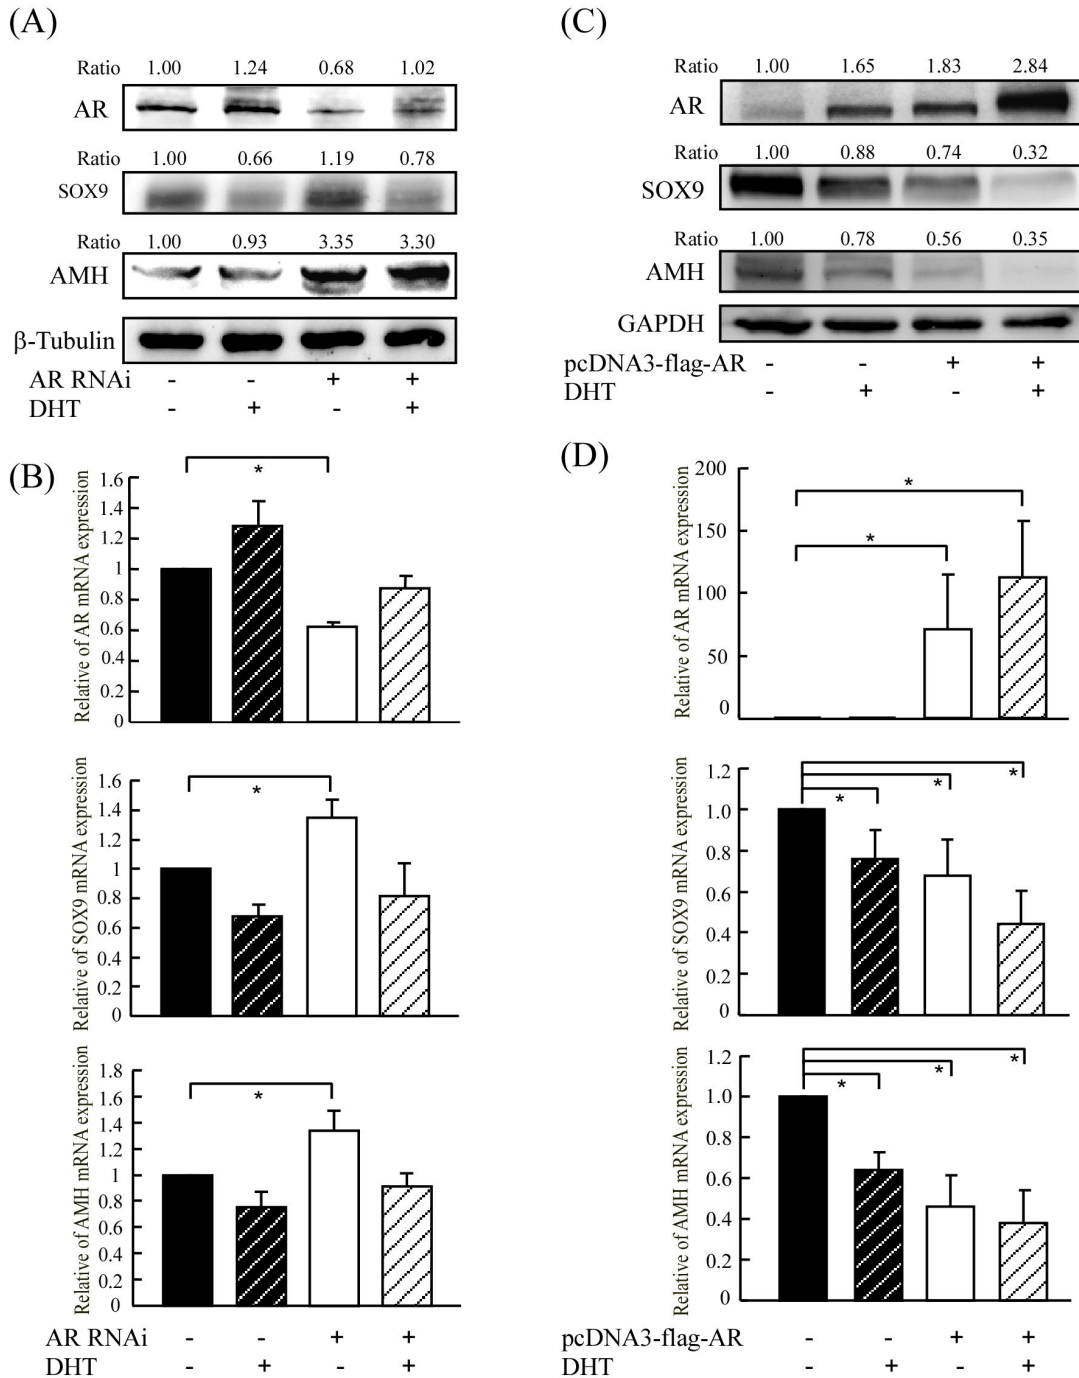 (A)
Ratio 1.00 1.24 0.68 1.02
AR
Ratio 1.00 0.66 1.19 0.78
SOX9
Ratio 1.00 0.93 3.35 3.30
AMH
β-Tubulin
AR RNAi - - + +
DHT - + - +
(C)
Ratio 1.00 1.65 1.83 2.84
AR
Ratio 1.00 0.88 0.74 0.32
SOX9
Ratio 1.00 0.78 0.56 0.35
AMH
GAPDH
pcDNA3-flag-AR - - + +
DHT - + - +
(B)
Relative of AR mRNA expression
1.6
1.4
1.2
1
0.8
0.6
0.4
0.2
0
*
Relative of SOX9 mRNA expression
1.6
1.4
1.2
1
0.8
0.6
0.4
0.2
0
*
Relative of AMH mRNA expression
1.8
1.6
1.4
1.2
1
0.8
0.6
0.4
0.2
0
*
AR RNAi - - + +
DHT - + - +
(D)
Relative of AR mRNA expression
200
150
100
50
0
*
*
Relative of SOX9 mRNA expression
1.2
1.0
0.8
0.6
0.4
0.2
0
* * *
Relative of AMH mRNA expression
1.2
1.0
0.8
0.6
0.4
0.2
0
* * *
pcDNA3-flag-AR - - + +
DHT - + - +